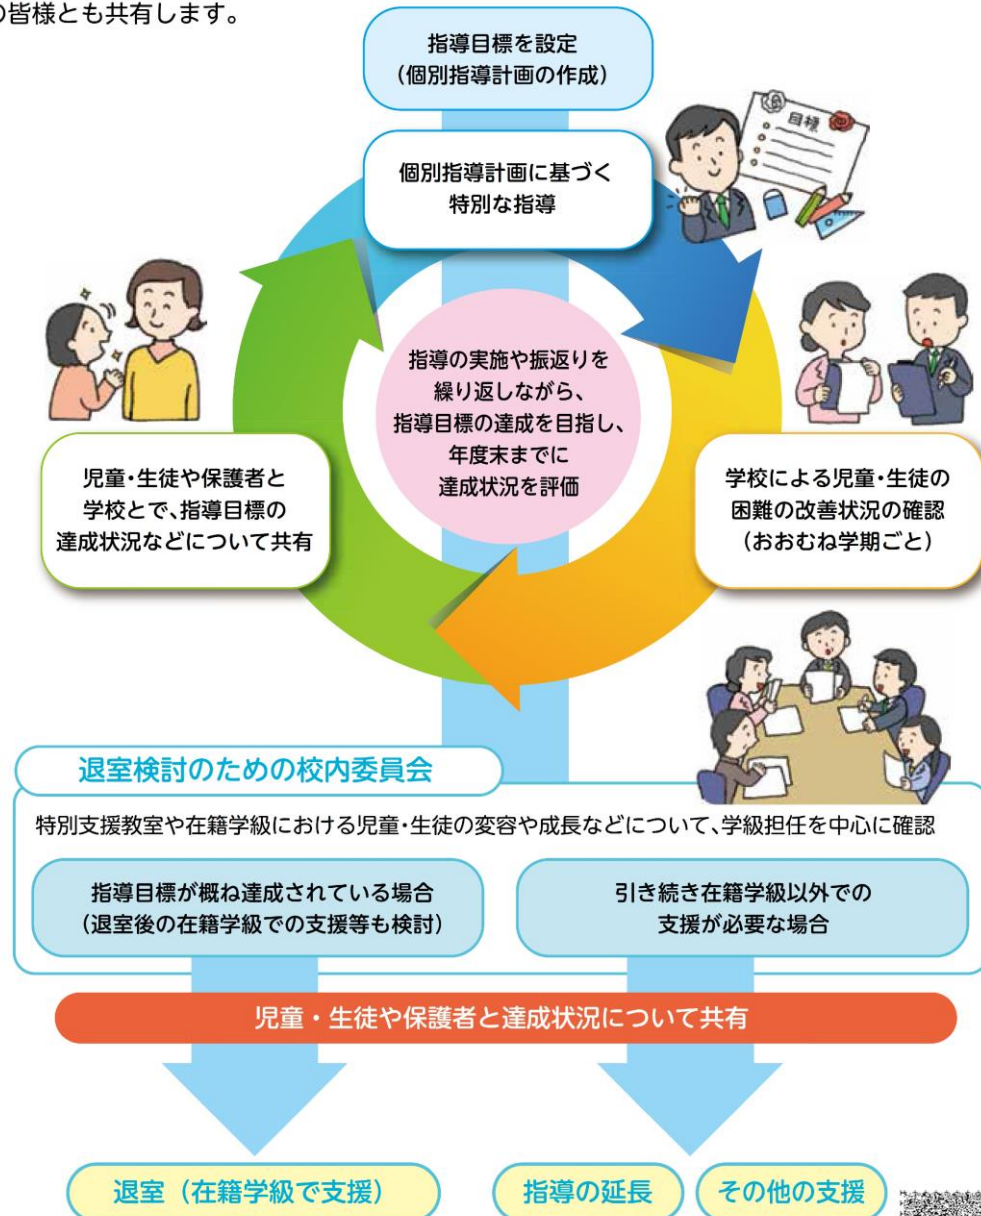 の皆様とも共有します。
指導目標を設定
（個別指導計画の作成）
個別指導計画に基づく
特別な指導
目標
指導の実施や振返りを
繰り返しながら、
指導目標の達成を目指し、
年度末までに
達成状況を評価
児童・生徒や保護者と
学校とで、指導目標の
達成状況などについて共有
学校による児童・生徒の
困難の改善状況の確認
（おおむね学期ごと）
退室検討のための校内委員会
特別支援教室や在籍学級における児童・生徒の変容や成長などについて、学級担任を中心に確認
指導目標が概ね達成されている場合
（退室後の在籍学級での支援等も検討）
引き続き在籍学級以外での
支援が必要な場合
児童・生徒や保護者と達成状況について共有
退室（在籍学級で支援）
指導の延長
その他の支援